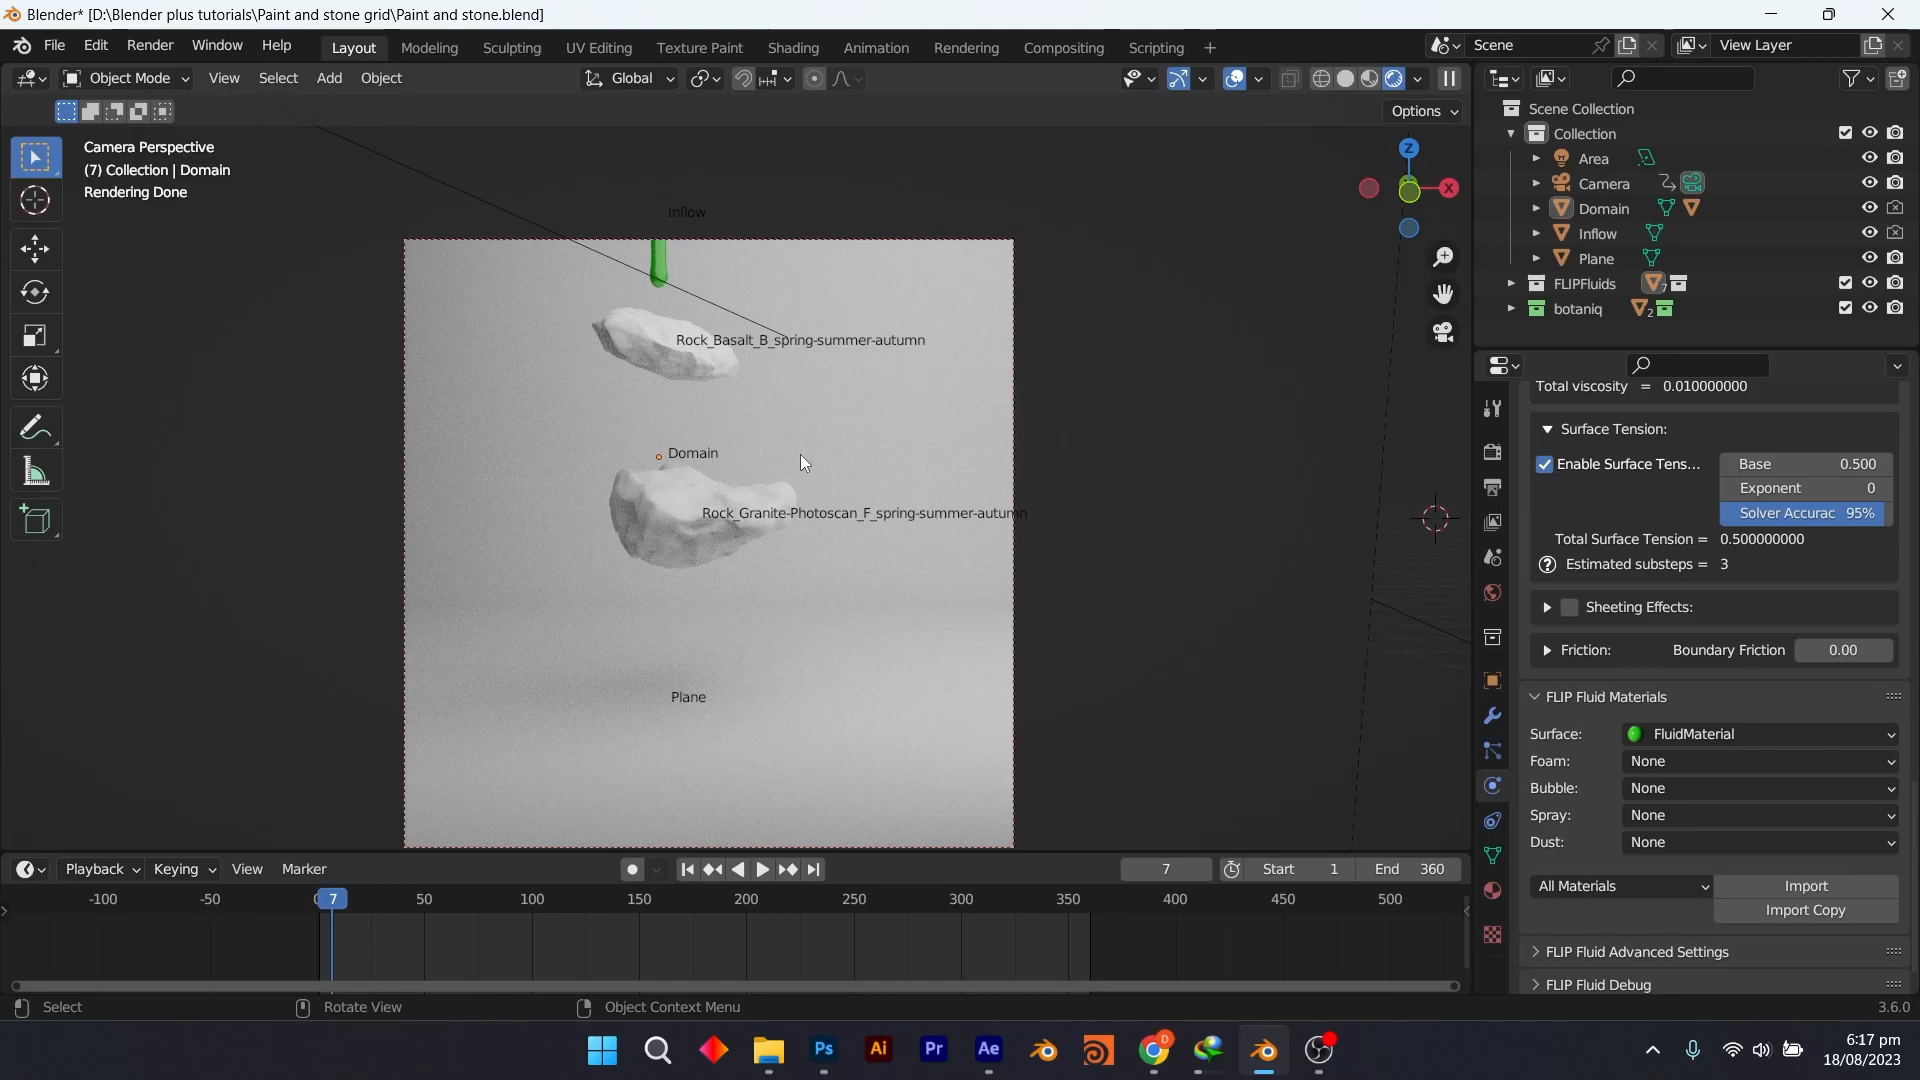 Blender* [D:\Blender plus tutorials\Paint and stone grid\Paint and stone.blend]
File Edit Render Window Help Layout Modeling Sculpting UV Editing Texture Paint Shading Animation Rendering Compositing Scripting + Scene View Layer
Object Mode View Select Add Object Global
Options
Camera Perspective
(7) Collection | Domain
Rendering Done
Inflow
Rock_Basalt_B_spring-summer-autumn
Domain
Rock_Granite-Photoscan_F_spring-summer-autumn
Plane
Z
X
Scene Collection
Collection
Area
Camera
Domain
Inflow
Plane
FLIPFluids 7
botaniq 2
Total viscosity = 0.010000000
Surface Tension:
Enable Surface Tens... Base 0.500
Exponent 0
Solver Accurac 95%
Total Surface Tension = 0.500000000
Estimated substeps = 3
Sheeting Effects:
Friction: Boundary Friction 0.00
FLIP Fluid Materials
Surface: FluidMaterial
Foam: None
Bubble: None
Spray: None
Dust: None
All Materials Import
Import Copy
FLIP Fluid Advanced Settings
FLIP Fluid Debug
Playback Keying View Marker 7 Start 1 End 360
-100 -50 0 7 50 100 150 200 250 300 350 400 450 500
Select Rotate View Object Context Menu 3.6.0
Ps Ai Pr Ae D
6:17 pm
18/08/2023